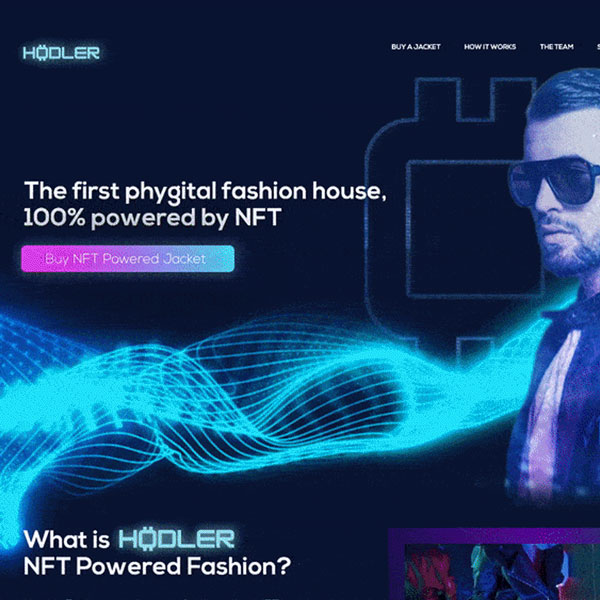 HODLER
BUY A JACKET HOW IT WORKS THE TEAM
The first phygital fashion house,
100% powered by NFT
Buy NFT Powered Jacket
What is HODLER
NFT Powered Fashion?